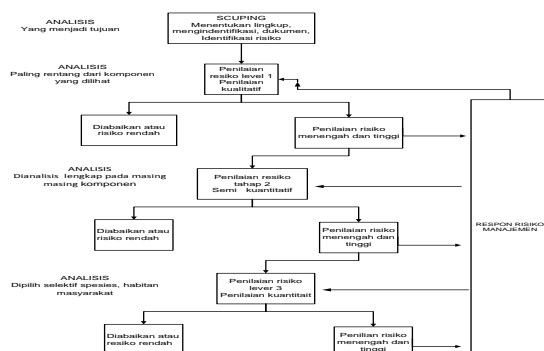 ANALISIS
Yang menjadi tujuan
SCUPING
Menentukan lingkup,
mengindentifikasi, dukumen,
Identifikasi risiko
ANALISIS
Paling rentang dari komponen
yang dilihat
Penilaian
resiko level 1
Penilaian
kualitatif
Diabaikan atau
risiko rendah
Penilaian risiko
menengah dan tinggi
ANALISIS
Dianalisis lengkap pada masing
masing komponen
Penilaian resiko
tahap 2
Semi kuantitatif
Diabaikan atau
risiko rendah
Penilaian risiko
menengah dan
tinggi
RESPON RISIKO
MANAJEMEN
ANALISIS
Dipilih selektif spesies, habitan
masyarakat
Penilaian risiko
lever 3
Penilaian kuantitait
Diabaikan atau
resiko rendah
Penilian risiko
menengah dan
tinggi